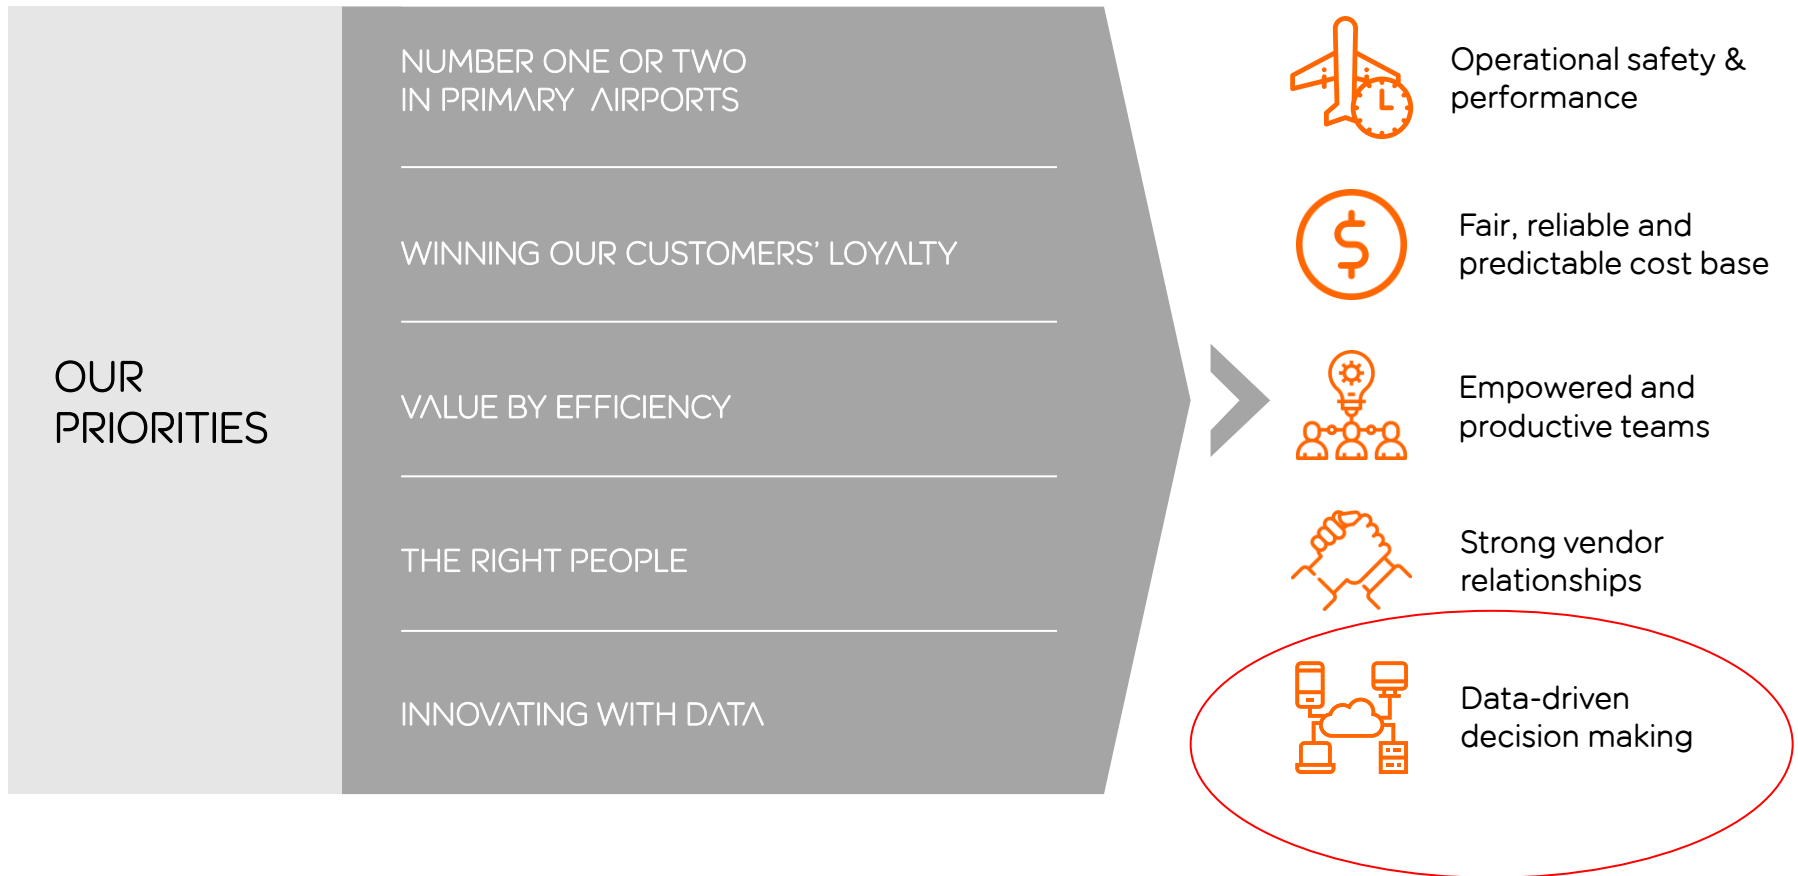 OUR
PRIORITIES
NUMBER ONE OR TWO
IN PRIMARY AIRPORTS
WINNING OUR CUSTOMERS' LOYALTY
VALUE BY EFFICIENCY
THE RIGHT PEOPLE
INNOVATING WITH DATA
Operational safety &
performance
Fair, reliable and
predictable cost base
Empowered and
productive teams
Strong vendor
relationships
Data-driven
decision making